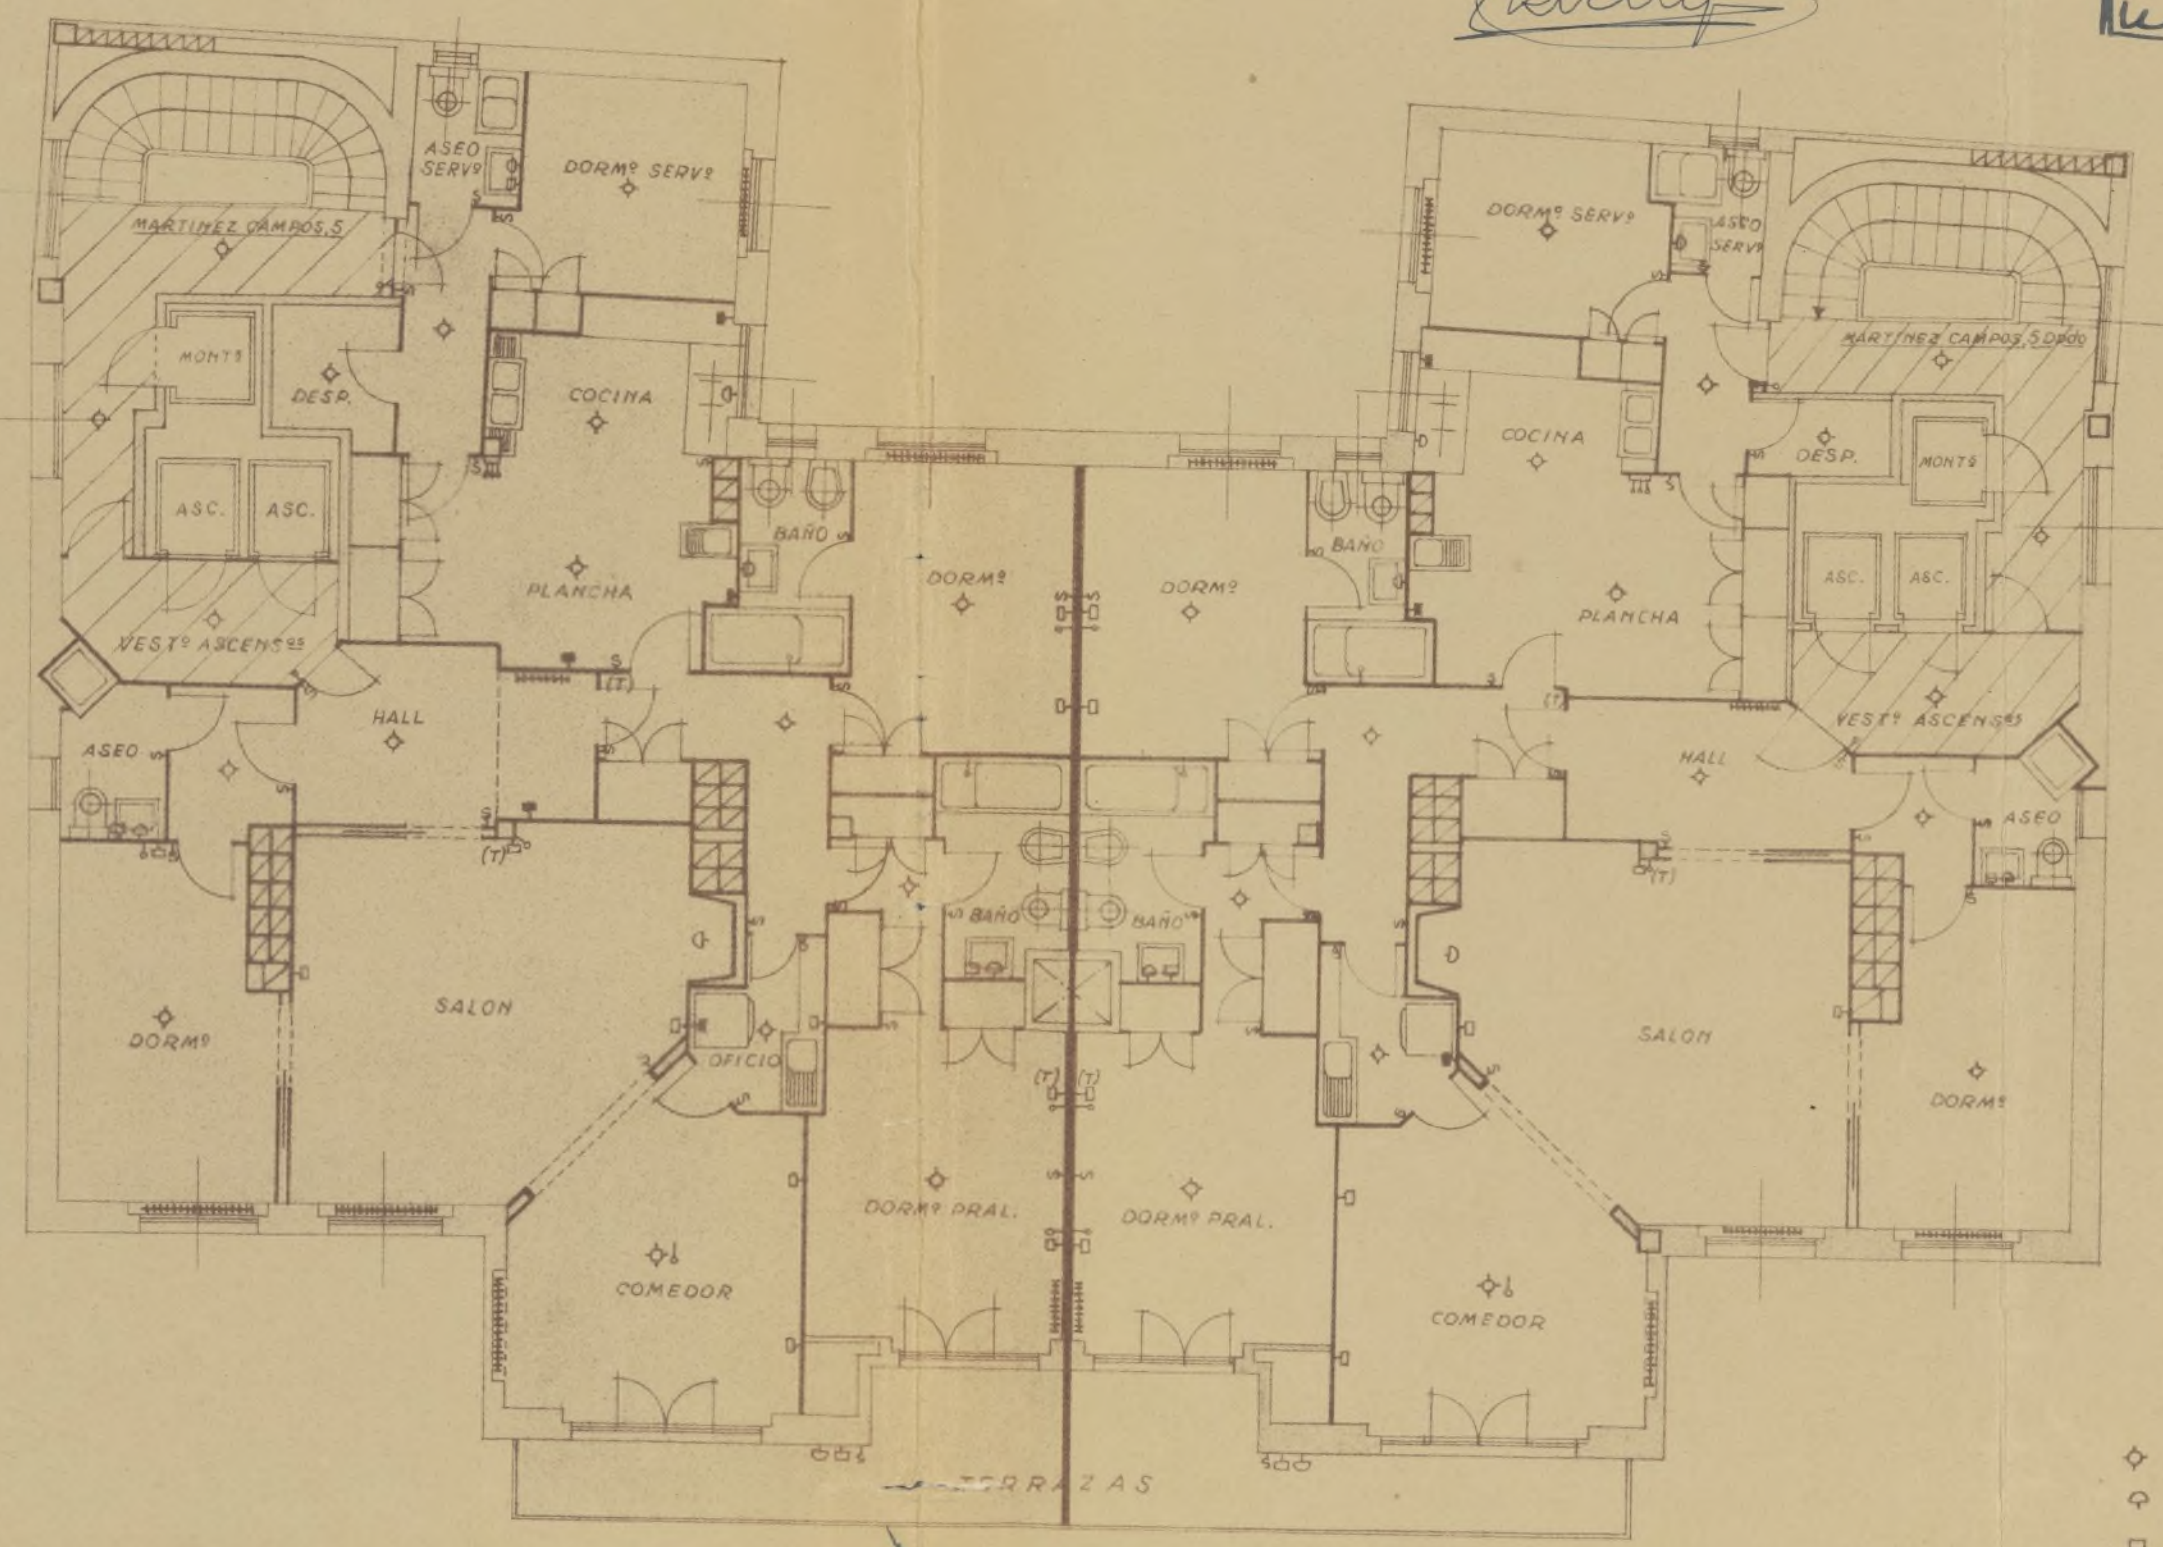 ASEO
SERVº
DORMº SERVº
MARTINEZ CAMPOS, 5
MONTº
DESP.
COCINA
ASC.
ASC.
BAÑO
DORMº
PLANCHA
VESTº ASCENSᵒˢ
(T)
HALL
ASEO
(T)
BAÑO
SALON
DORMº
OFICIO
(T)
DORMº PRAL.
COMEDOR
DORMº SERVº
ASEO
SERVº
MARTINEZ CAMPOS, 5 Dpdo
COCINA
DESP.
MONTº
BAÑO
DORMº
ASC.
ASC.
PLANCHA
(T)
VESTº ASCENSᵒˢ
HALL
ASEO
(T)
BAÑO
SALON
DORMº
(T)
DORMº PRAL.
COMEDOR
TERRAZAS